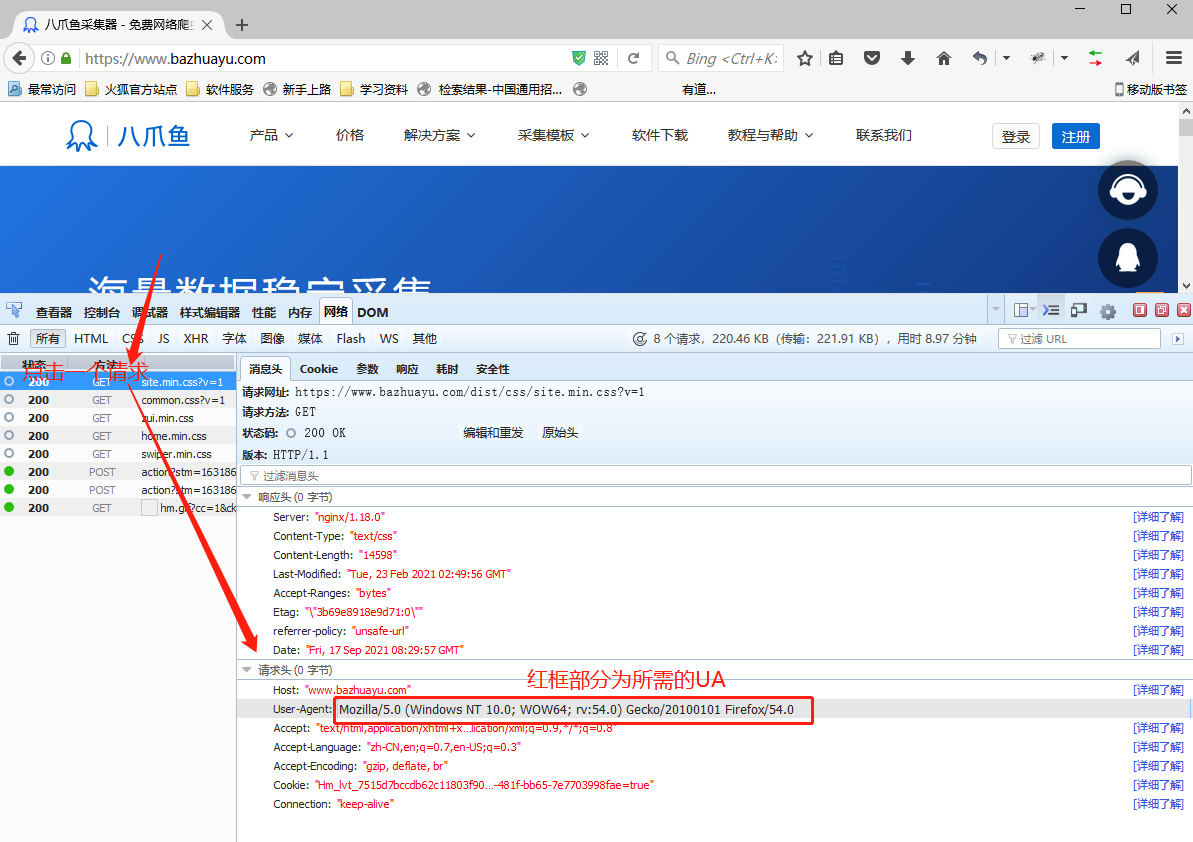 八爪鱼采集器 - 免费网络爬
https://www.bazhuayu.com
Bing <Ctrl+K>
最常访问 火狐官方站点 软件服务 新手上路 学习资料 检索结果-中国通用招... 有道... 移动版书签
八爪鱼 产品 价格 解决方案 采集模板 软件下载 教程与帮助 联系我们 登录 注册
海量数据稳定采集
查看器 控制台 调试器 样式编辑器 性能 内存 网络 DOM
所有 HTML CSS JS XHR 字体 图像 媒体 Flash WS 其他 8 个请求，220.46 KB（传输：221.91 KB），用时 8.97 分钟 过滤 URL
状态 方法
点击一个请求
200 GET site.min.css?v=1
200 GET common.css?v=1
200 GET zui.min.css
200 GET home.min.css
200 GET swiper.min.css
200 POST action?stm=163186
200 POST action?stm=163186
200 GET hm.gif?cc=1&ck
消息头 Cookie 参数 响应 耗时 安全性
请求网址: https://www.bazhuayu.com/dist/css/site.min.css?v=1
请求方法: GET
状态码: 200 OK 编辑和重发 原始头
版本: HTTP/1.1
过滤消息头
响应头 (0 字节)
Server: "nginx/1.18.0" [详细了解]
Content-Type: "text/css" [详细了解]
Content-Length: "14598" [详细了解]
Last-Modified: "Tue, 23 Feb 2021 02:49:56 GMT" [详细了解]
Accept-Ranges: "bytes" [详细了解]
Etag: "\"3b69e8918e9d71:0\"" [详细了解]
referrer-policy: "unsafe-url" [详细了解]
Date: "Fri, 17 Sep 2021 08:29:57 GMT" [详细了解]
请求头 (0 字节)
红框部分为所需的UA
Host: "www.bazhuayu.com" [详细了解]
User-Agent: Mozilla/5.0 (Windows NT 10.0; WOW64; rv:54.0) Gecko/20100101 Firefox/54.0
Accept: "text/html,application/xhtml+x…lication/xml;q=0.9,*/*;q=0.8" [详细了解]
Accept-Language: "zh-CN,en;q=0.7,en-US;q=0.3" [详细了解]
Accept-Encoding: "gzip, deflate, br" [详细了解]
Cookie: "Hm_lvt_7515d7bccdb62c11803f90…-481f-bb65-7e7703998fae=true" [详细了解]
Connection: "keep-alive" [详细了解]